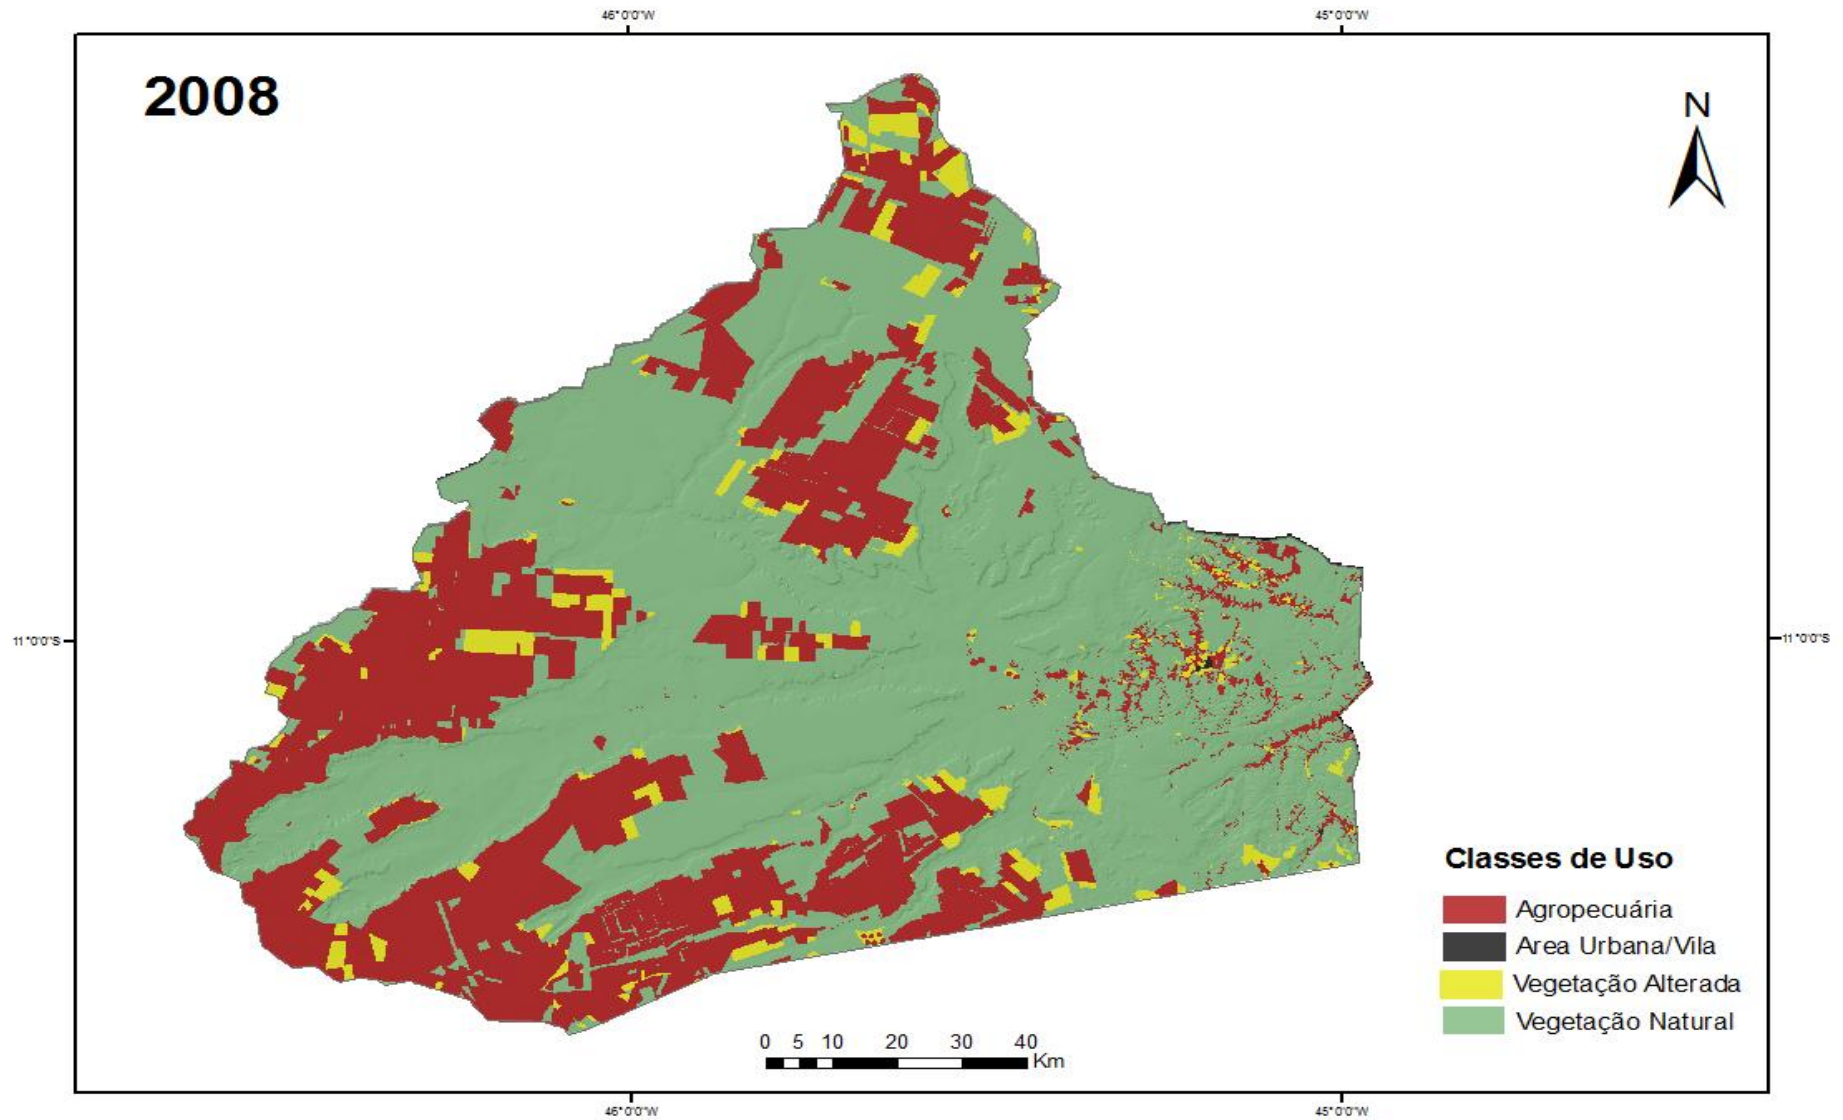 46°0'0"W
45°0'0"W
2008
N
11°0'0"S
11°0'0"S
Classes de Uso
Agropecuária
Area Urbana/Vila
Vegetação Alterada
Vegetação Natural
0 5 10 20 30 40
Km
46°0'0"W
45°0'0"W